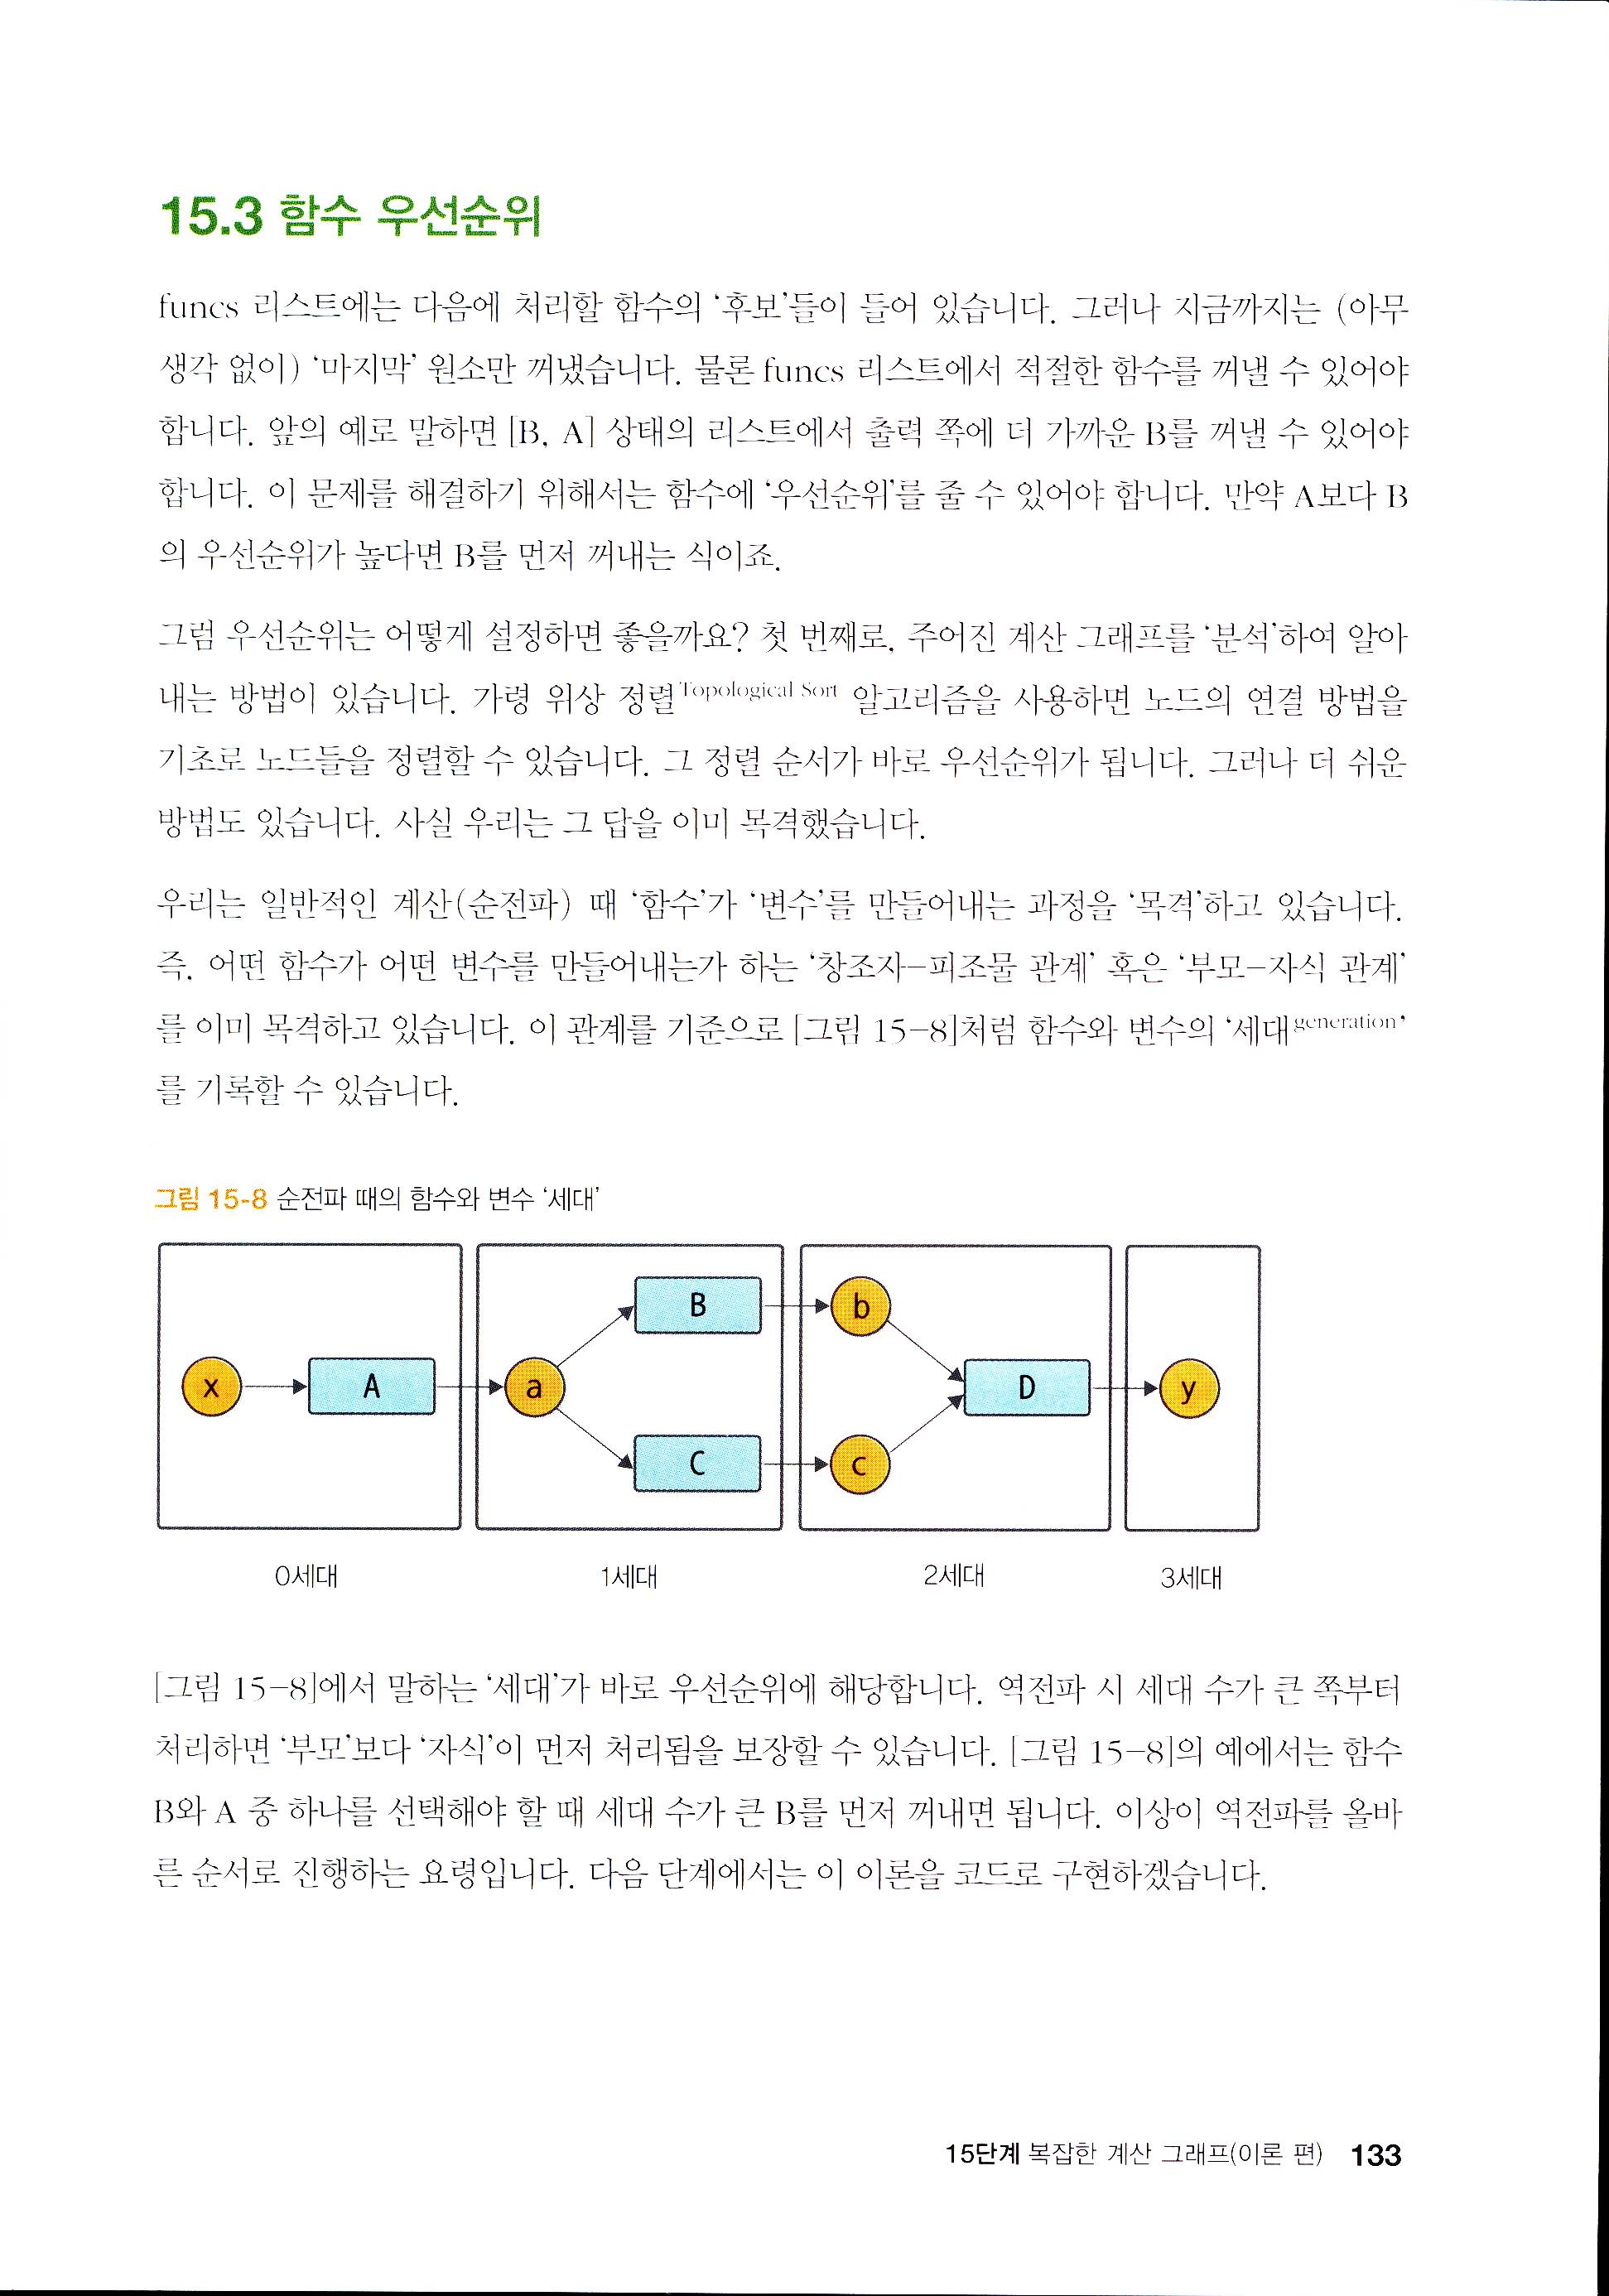 15.3 함수 우선순위
funcs 리스트에는 다음에 처리할 함수의 ‘후보’들이 들어 있습니다. 그러나 지금까지는 (아무
생각 없이) ‘마지막’ 원소만 꺼냈습니다. 물론 funcs 리스트에서 적절한 함수를 꺼낼 수 있어야
합니다. 앞의 예로 말하면 [B, A] 상태의 리스트에서 출력 쪽에 더 가까운 B를 꺼낼 수 있어야
합니다. 이 문제를 해결하기 위해서는 함수에 ‘우선순위’를 줄 수 있어야 합니다. 만약 A보다 B
의 우선순위가 높다면 B를 먼저 꺼내는 식이죠.
그럼 우선순위는 어떻게 설정하면 좋을까요? 첫 번째로, 주어진 계산 그래프를 ‘분석’하여 알아
내는 방법이 있습니다. 가령 위상 정렬Topological Sort 알고리즘을 사용하면 노드의 연결 방법을
기초로 노드들을 정렬할 수 있습니다. 그 정렬 순서가 바로 우선순위가 됩니다. 그러나 더 쉬운
방법도 있습니다. 사실 우리는 그 답을 이미 목격했습니다.
우리는 일반적인 계산(순전파) 때 ‘함수’가 ‘변수’를 만들어내는 과정을 ‘목격’하고 있습니다.
즉, 어떤 함수가 어떤 변수를 만들어내는가 하는 ‘창조자-피조물 관계’ 혹은 ‘부모-자식 관계’
를 이미 목격하고 있습니다. 이 관계를 기준으로 [그림 15-8]처럼 함수와 변수의 ‘세대generation’
를 기록할 수 있습니다.
그림 15-8 순전파 때의 함수와 변수 ‘세대’
B
b
x
A
a
D
y
C
c
0세대
1세대
2세대
3세대
[그림 15-8]에서 말하는 ‘세대’가 바로 우선순위에 해당합니다. 역전파 시 세대 수가 큰 쪽부터
처리하면 ‘부모’보다 ‘자식’이 먼저 처리됨을 보장할 수 있습니다. [그림 15-8]의 예에서는 함수
B와 A 중 하나를 선택해야 할 때 세대 수가 큰 B를 먼저 꺼내면 됩니다. 이상이 역전파를 올바
른 순서로 진행하는 요령입니다. 다음 단계에서는 이 이론을 코드로 구현하겠습니다.
15단계 복잡한 계산 그래프(이론 편) 133